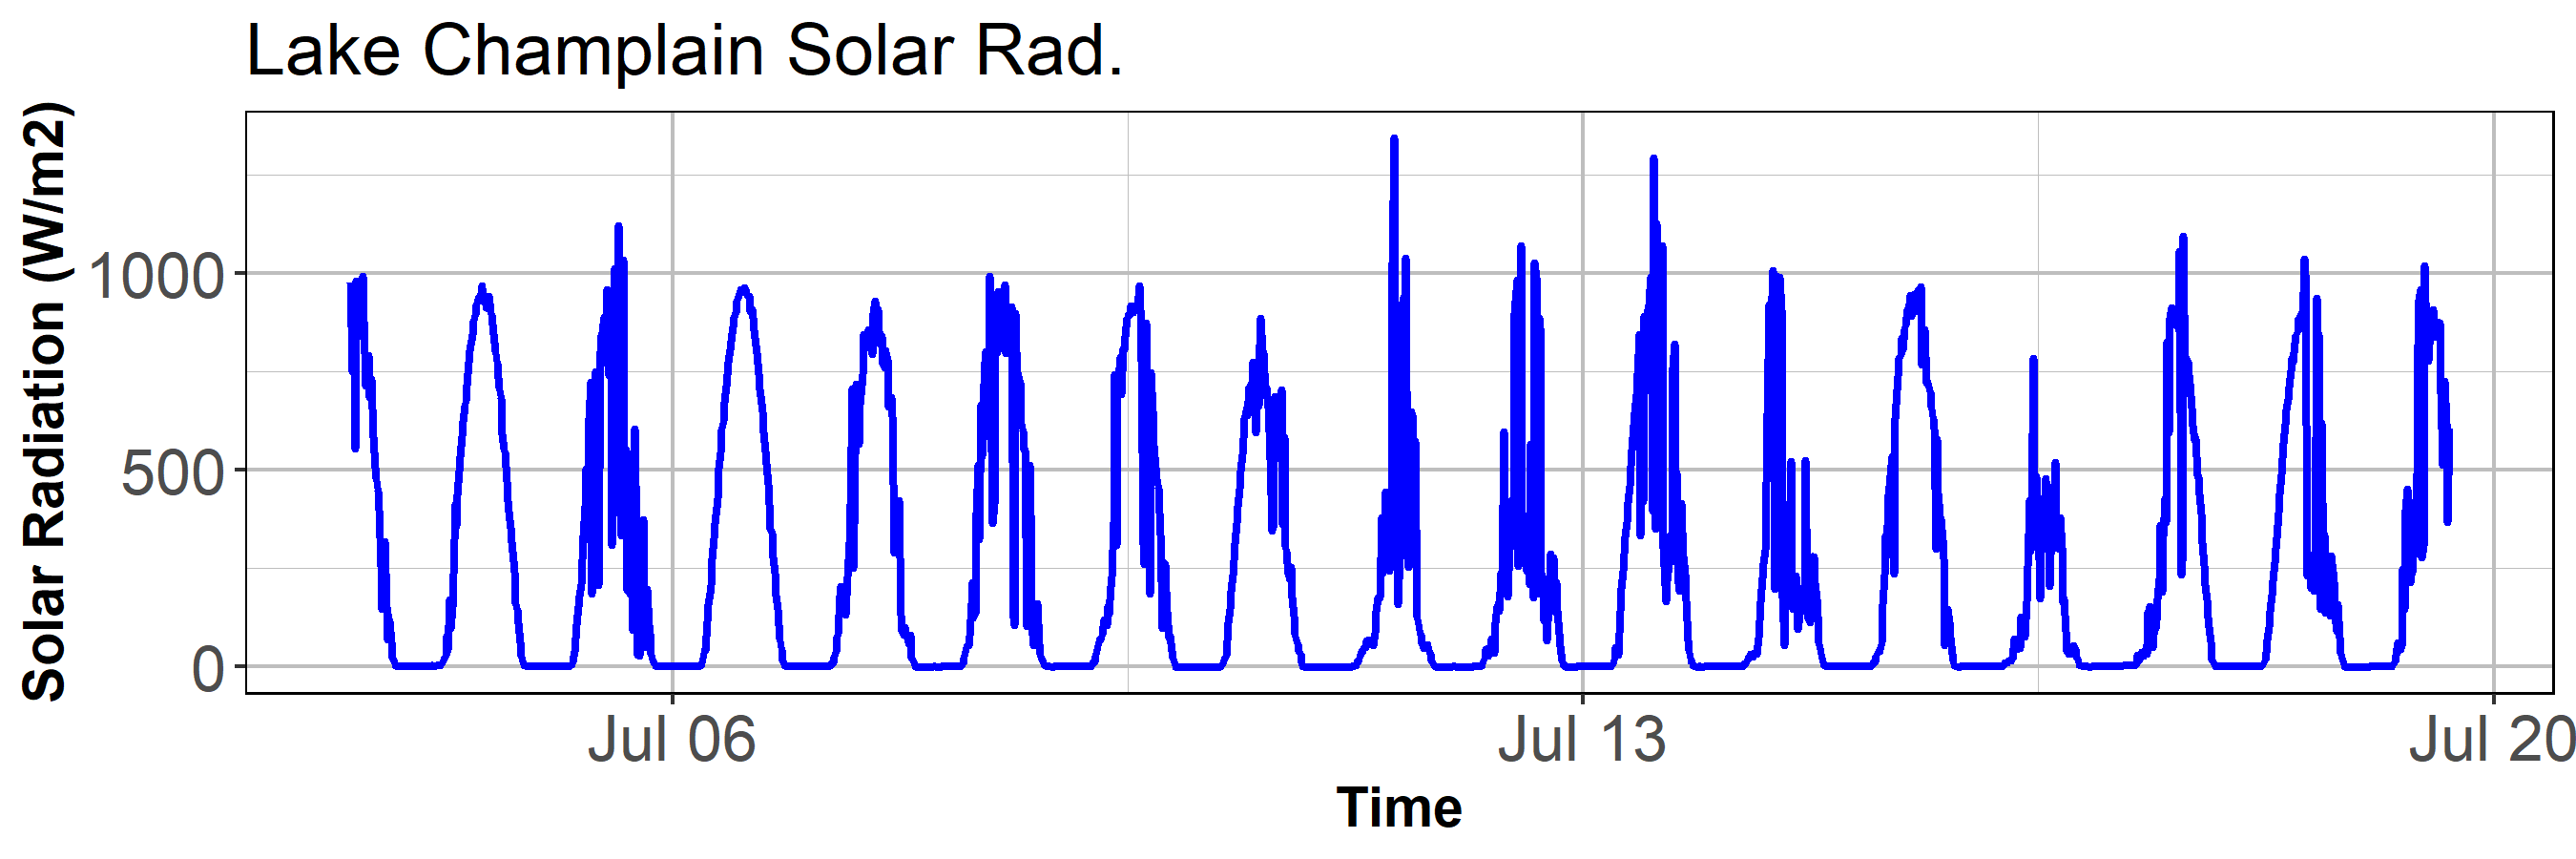 Lake Champlain Solar Rad.
Solar Radiation (W/m2)
1000
500
0
Jul 06
Jul 13
Jul 20
Time